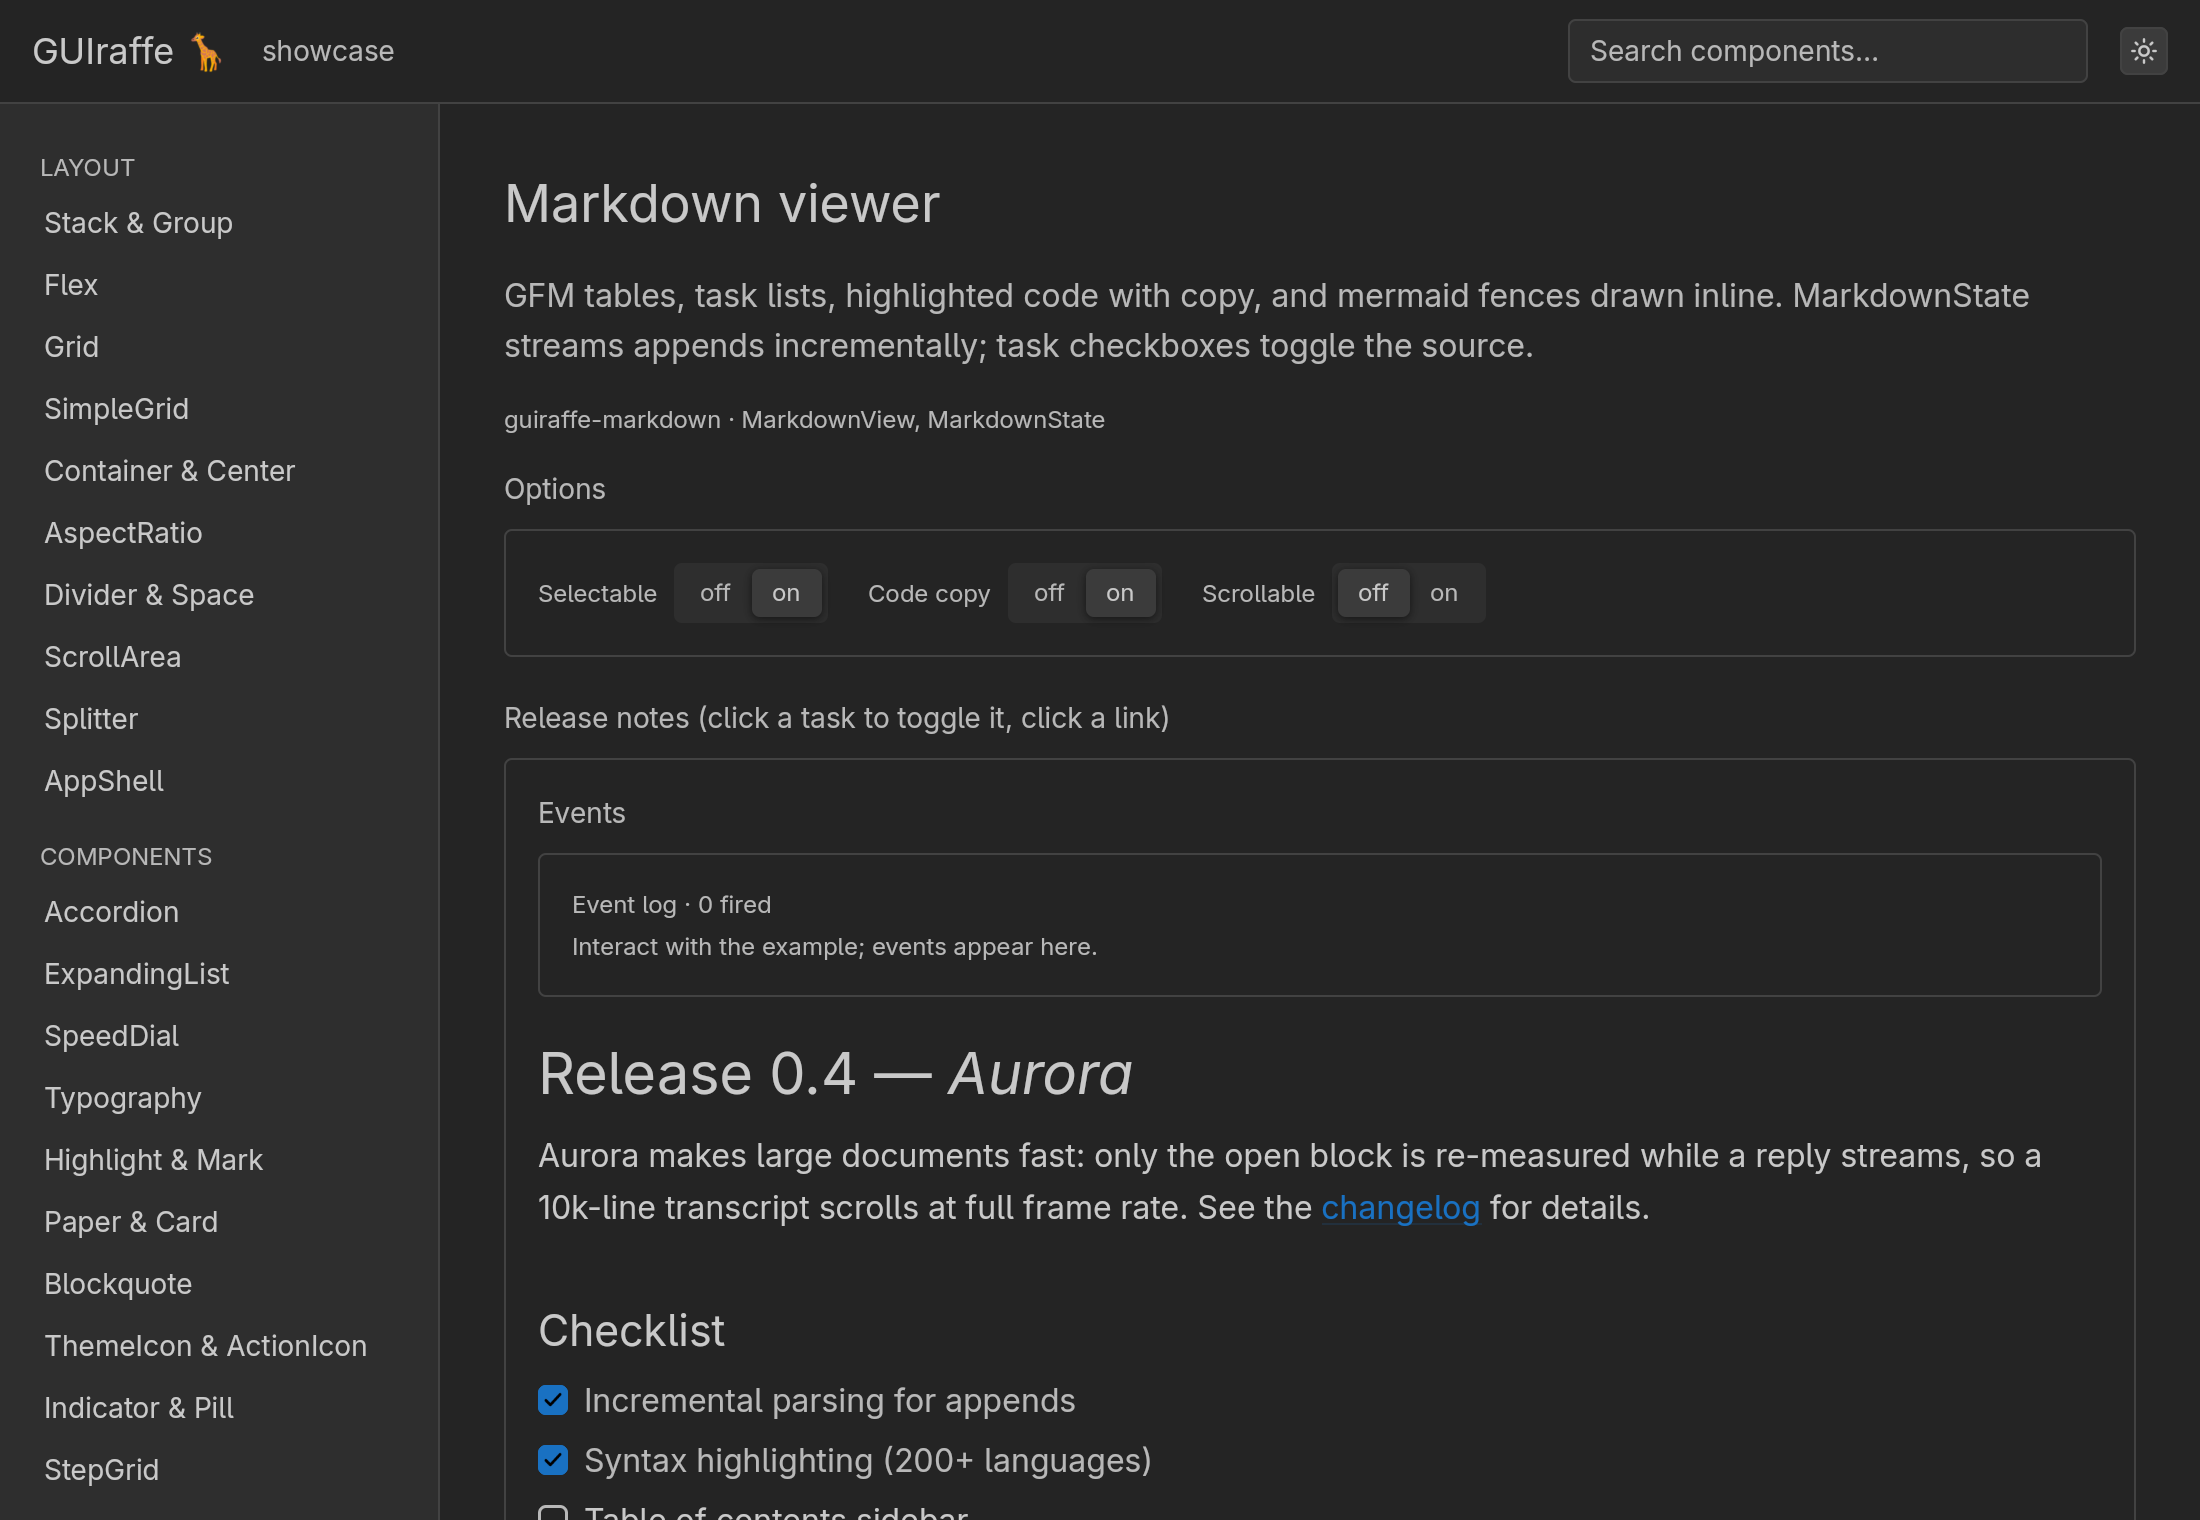 GUIraffe 🦒 showcase
Search components...
LAYOUT
Stack & Group
Flex
Grid
SimpleGrid
Container & Center
AspectRatio
Divider & Space
ScrollArea
Splitter
AppShell
COMPONENTS
Accordion
ExpandingList
SpeedDial
Typography
Highlight & Mark
Paper & Card
Blockquote
ThemeIcon & ActionIcon
Indicator & Pill
StepGrid
Markdown viewer
GFM tables, task lists, highlighted code with copy, and mermaid fences drawn inline. MarkdownState
streams appends incrementally; task checkboxes toggle the source.
guiraffe-markdown · MarkdownView, MarkdownState
Options
Selectable off on Code copy off on Scrollable off on
Release notes (click a task to toggle it, click a link)
Events
Event log · 0 fired
Interact with the example; events appear here.
Release 0.4 — Aurora
Aurora makes large documents fast: only the open block is re-measured while a reply streams, so a
10k-line transcript scrolls at full frame rate. See the changelog for details.
Checklist
Incremental parsing for appends
Syntax highlighting (200+ languages)
Table of contents sidebar